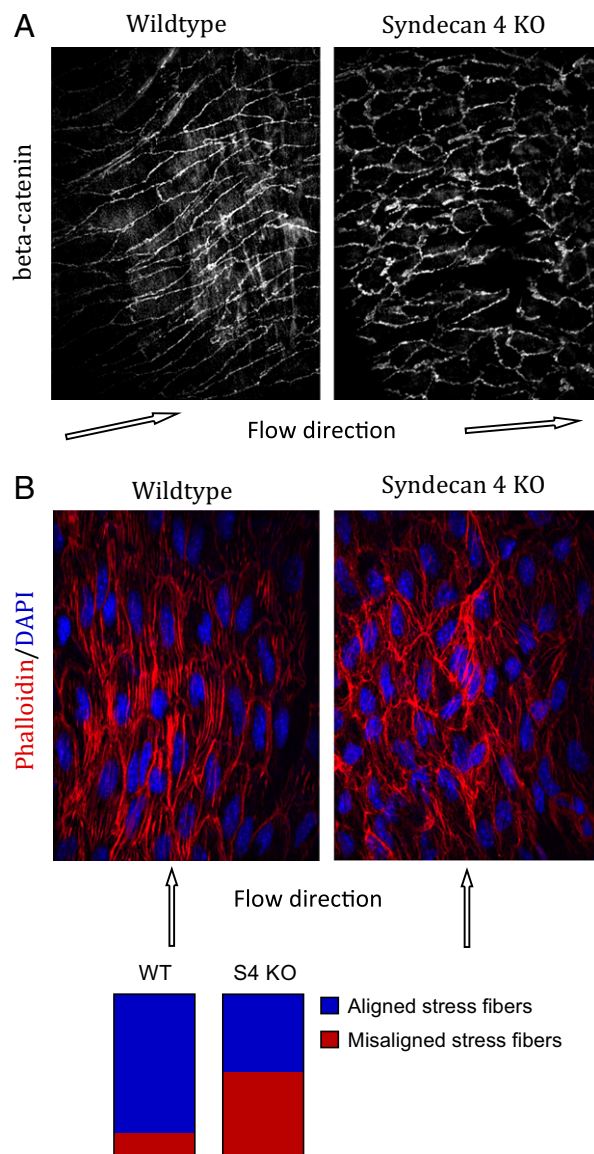 A
Wildtype
Syndecan 4 KO
beta-catenin
Flow direction
B
Wildtype
Syndecan 4 KO
Phalloidin/DAPI
Flow direction
WT
S4 KO
Aligned stress fibers
Misaligned stress fibers